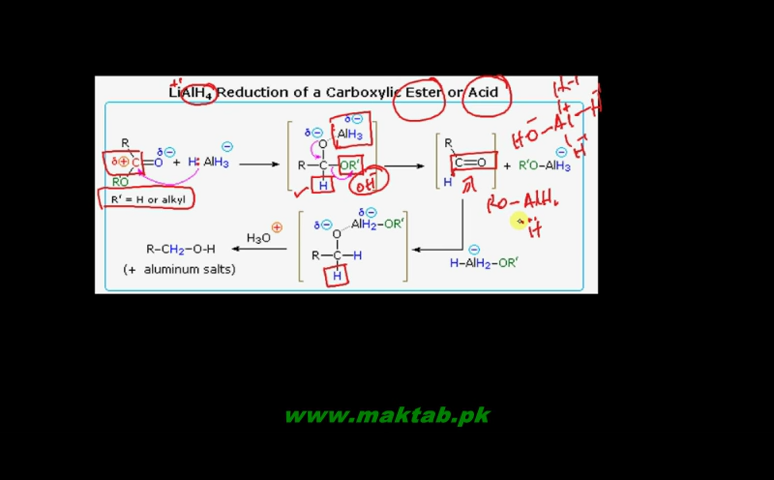 LiAlH4 Reduction of a Carboxylic Ester or Acid
R
δ⊕ C=O δ⊖ + H:AlH3 ⊖
RO
R' = H or alkyl
δ⊖ O AlH3 δ⊖
R–C–OR'
H
OH
R
C=O + R'O–AlH3 ⊖
H
HO–Al–H
H
RO–AlH
H
H–AlH2–OR' ⊖
δ⊖ O AlH2–OR' δ⊖
R–C–H
H
H3O ⊕
R–CH2–O–H
(+ aluminum salts)
www.maktab.pk